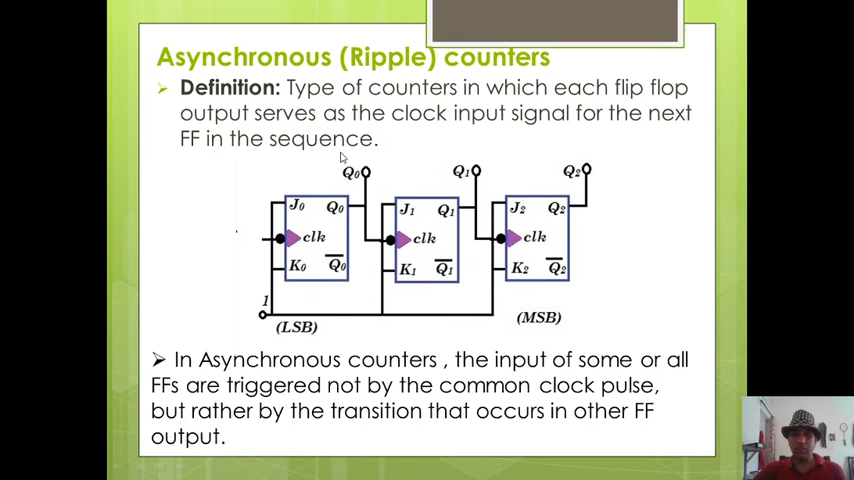 Asynchronous (Ripple) counters
Definition: Type of counters in which each flip flop
output serves as the clock input signal for the next
FF in the sequence.
Q0 Q1 Q2
J0 Q0 J1 Q1 J2 Q2
clk clk clk
K0 Q̅0 K1 Q̅1 K2 Q̅2
1
(LSB) (MSB)
In Asynchronous counters , the input of some or all
FFs are triggered not by the common clock pulse,
but rather by the transition that occurs in other FF
output.